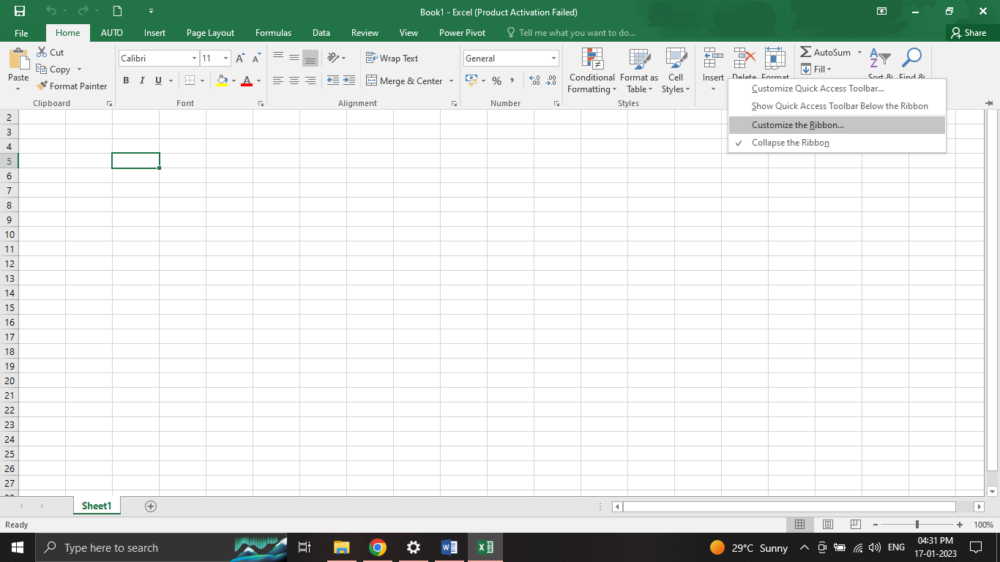 Book1 - Excel (Product Activation Failed)
File Home AUTO Insert Page Layout Formulas Data Review View Power Pivot Tell me what you want to do... Share
Paste
Cut
Copy
Format Painter
Clipboard
Calibri 11 A A
B I U A
Font
Wrap Text
Merge & Center
Alignment
General
% , .0 .00
Number
Conditional Formatting
Format as Table
Cell Styles
Styles
Insert Delete Format
AutoSum
Fill
Sort & Find &
Customize Quick Access Toolbar...
Show Quick Access Toolbar Below the Ribbon
Customize the Ribbon...
Collapse the Ribbon
2
3
4
5
6
7
8
9
10
11
12
13
14
15
16
17
18
19
20
21
22
23
24
25
26
27
Sheet1
Ready 100%
Type here to search
29°C Sunny ENG 04:31 PM
17-01-2023